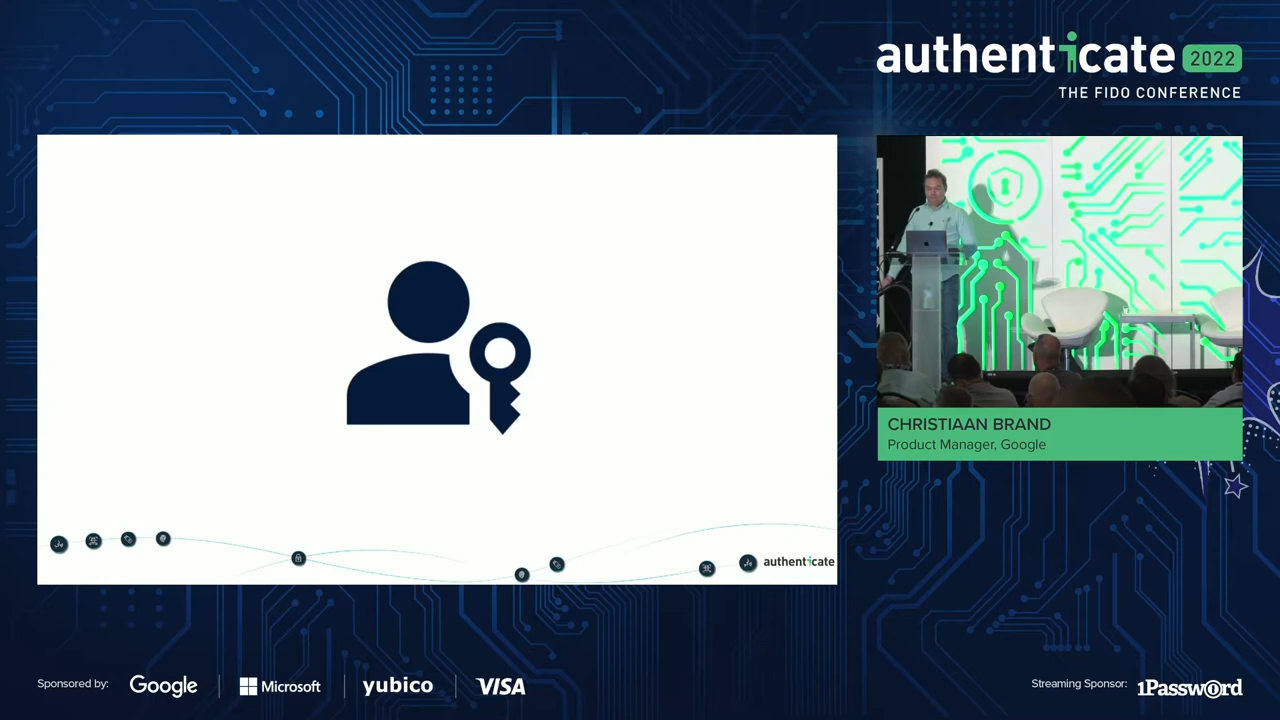 authenticate 2022
THE FIDO CONFERENCE
CHRISTIAAN BRAND
Product Manager, Google
authenticate
Sponsored by:
Google
Microsoft
yubico
VISA
Streaming Sponsor:
1Password